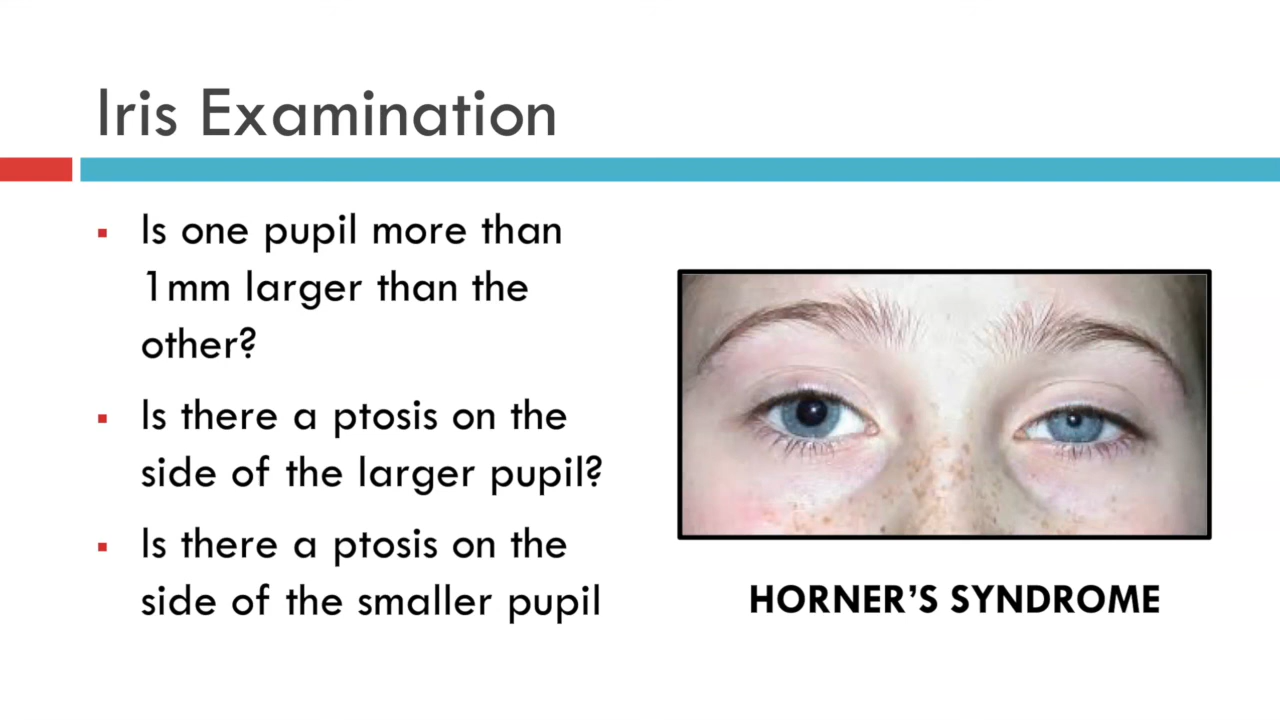 Iris Examination
▪ Is one pupil more than
1mm larger than the
other?
▪ Is there a ptosis on the
side of the larger pupil?
▪ Is there a ptosis on the
side of the smaller pupil
HORNER’S SYNDROME